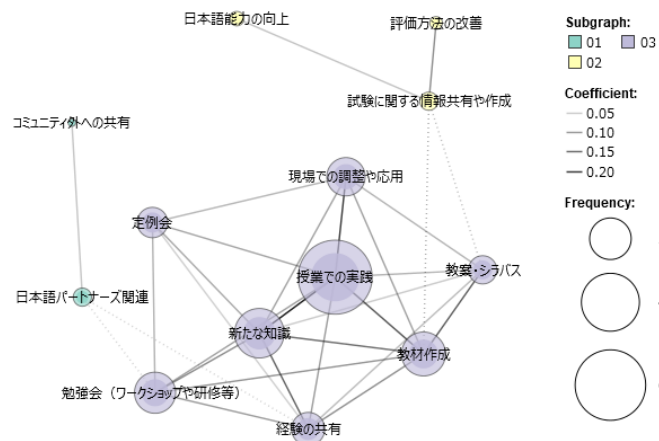 日本語能力の向上
評価方法の改善
試験に関する情報共有や作成
コミュニティ外への共有
現場での調整や応用
定例会
授業での実践
教案・シラバス
日本語パートナーズ関連
新たな知識
教材作成
勉強会（ワークショップや研修等）
経験の共有
Subgraph:
01 03
02
Coefficient:
0.05
0.10
0.15
0.20
Frequency: